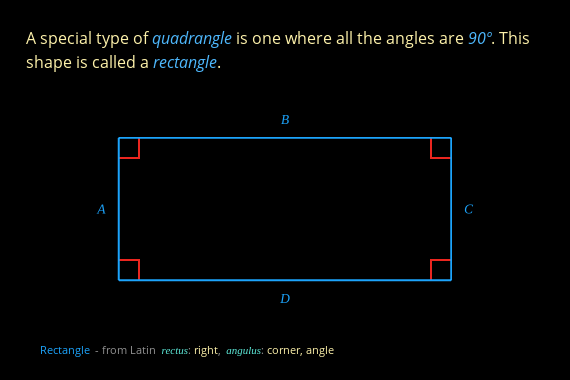 A special type of quadrangle is one where all the angles are 90º. This
shape is called a rectangle.
B
A
C
D
Rectangle - from Latin rectus: right, angulus: corner, angle